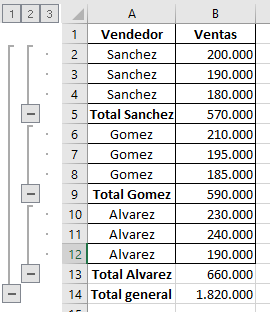 1 2 3 A B
1 Vendedor Ventas
2 Sanchez 200.000
3 Sanchez 190.000
4 Sanchez 180.000
5 Total Sanchez 570.000
6 Gomez 210.000
7 Gomez 195.000
8 Gomez 185.000
9 Total Gomez 590.000
10 Alvarez 230.000
11 Alvarez 240.000
12 Alvarez 190.000
13 Total Alvarez 660.000
14 Total general 1.820.000